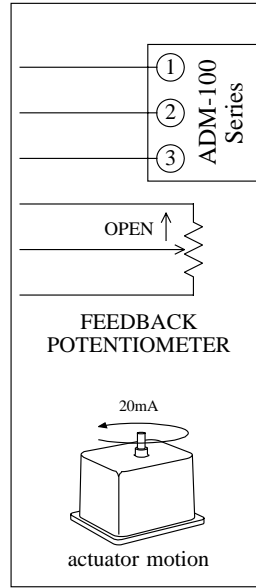 1
2
3
ADM-100
Series
OPEN
FEEDBACK
POTENTIOMETER
20mA
actuator motion